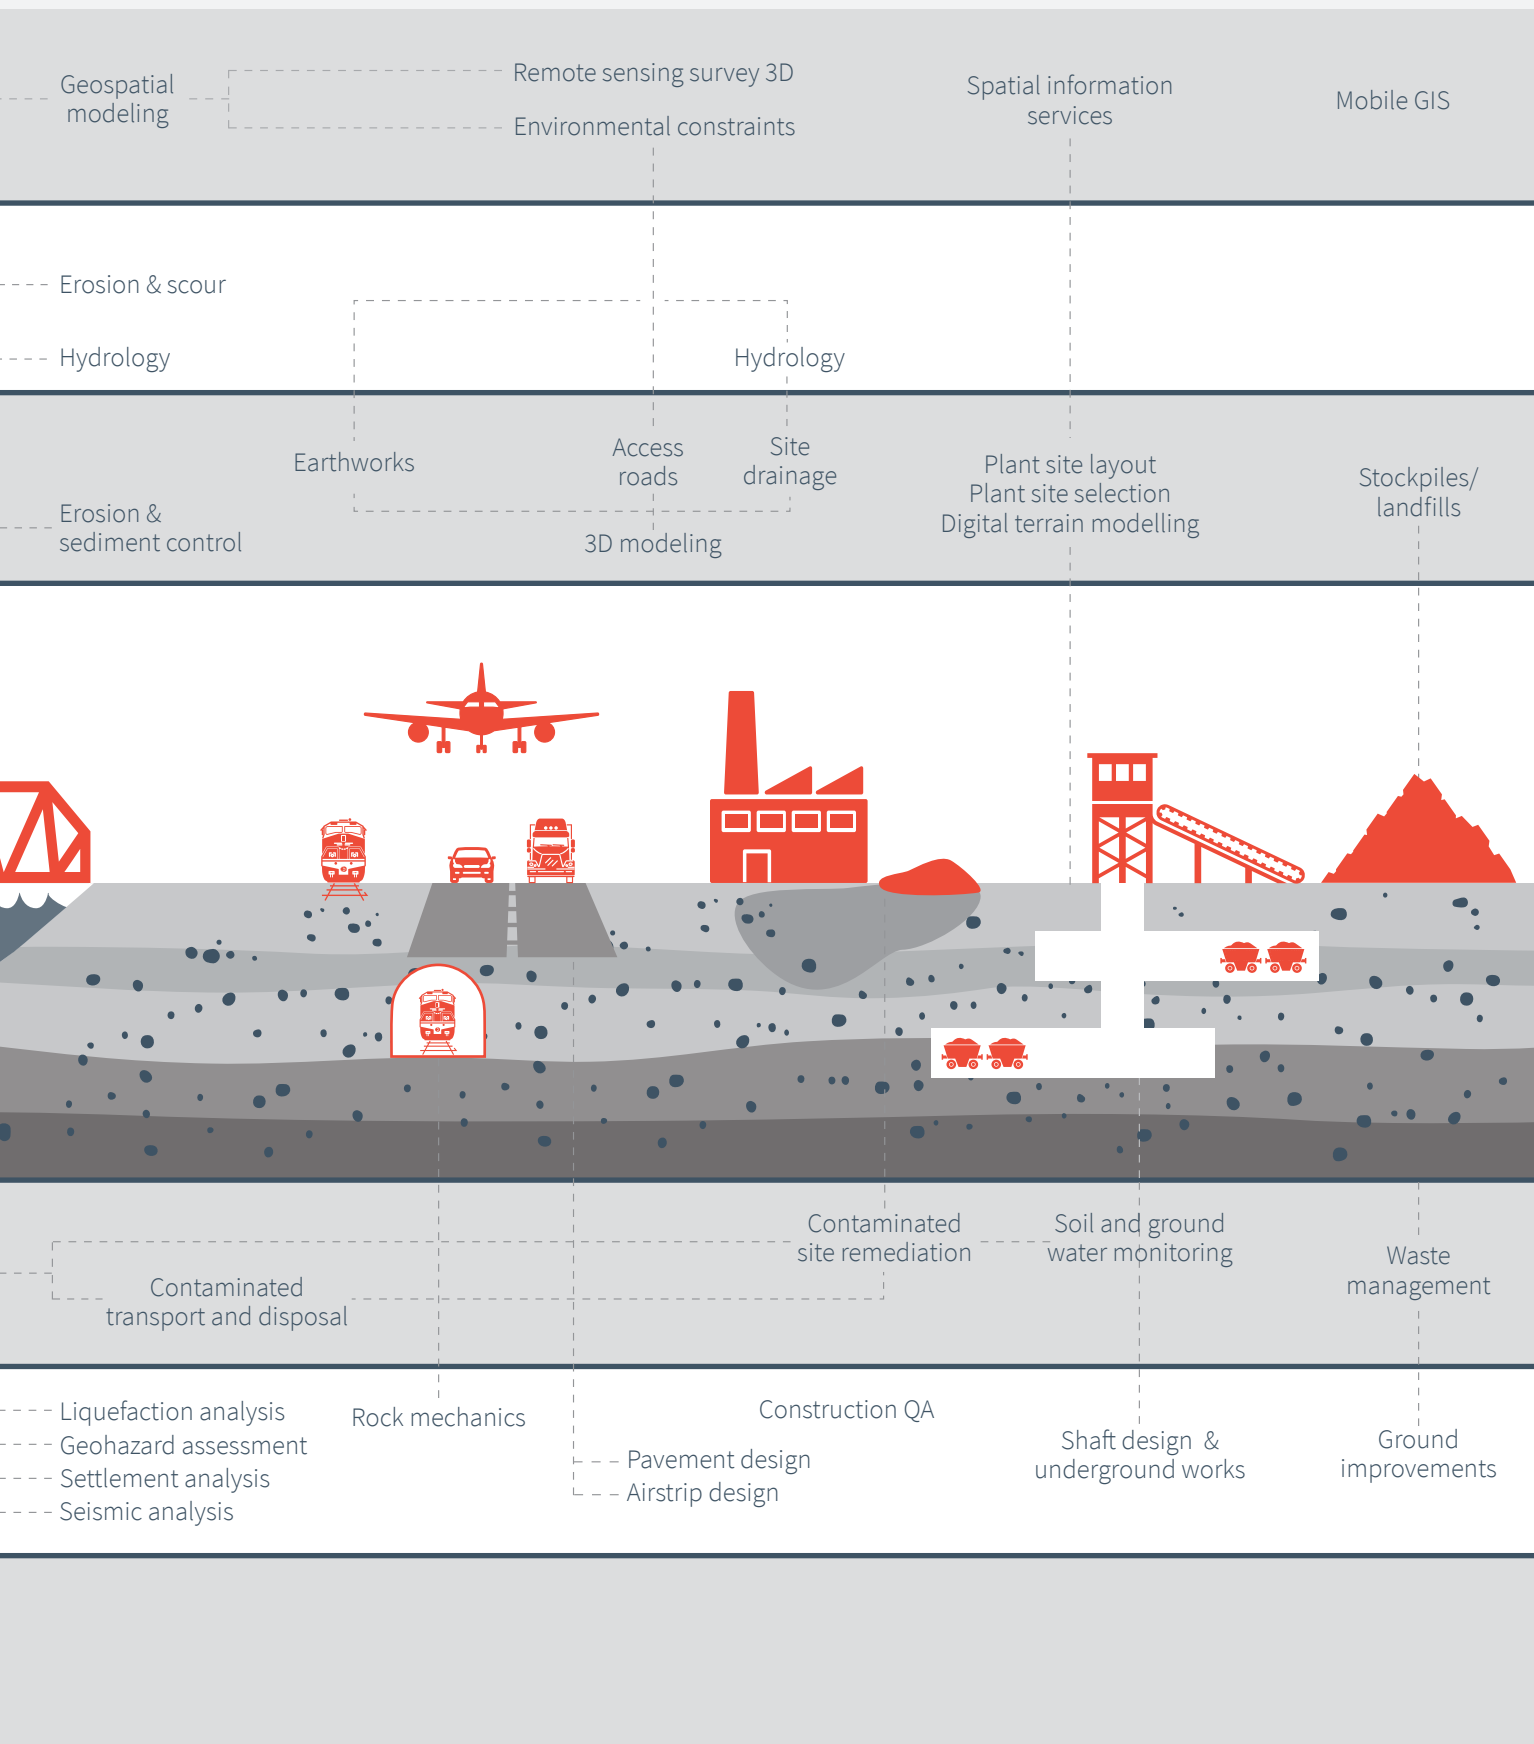 Geospatial
modeling
Remote sensing survey 3D
Environmental constraints
Spatial information
services
Mobile GIS
Erosion & scour
Hydrology
Hydrology
Earthworks
Access
roads
Site
drainage
Erosion &
sediment control
3D modeling
Plant site layout
Plant site selection
Digital terrain modelling
Stockpiles/
landfills
Contaminated
site remediation
Soil and ground
water monitoring
Contaminated
transport and disposal
Waste
management
Liquefaction analysis
Geohazard assessment
Settlement analysis
Seismic analysis
Rock mechanics
Construction QA
Pavement design
Airstrip design
Shaft design &
underground works
Ground
improvements